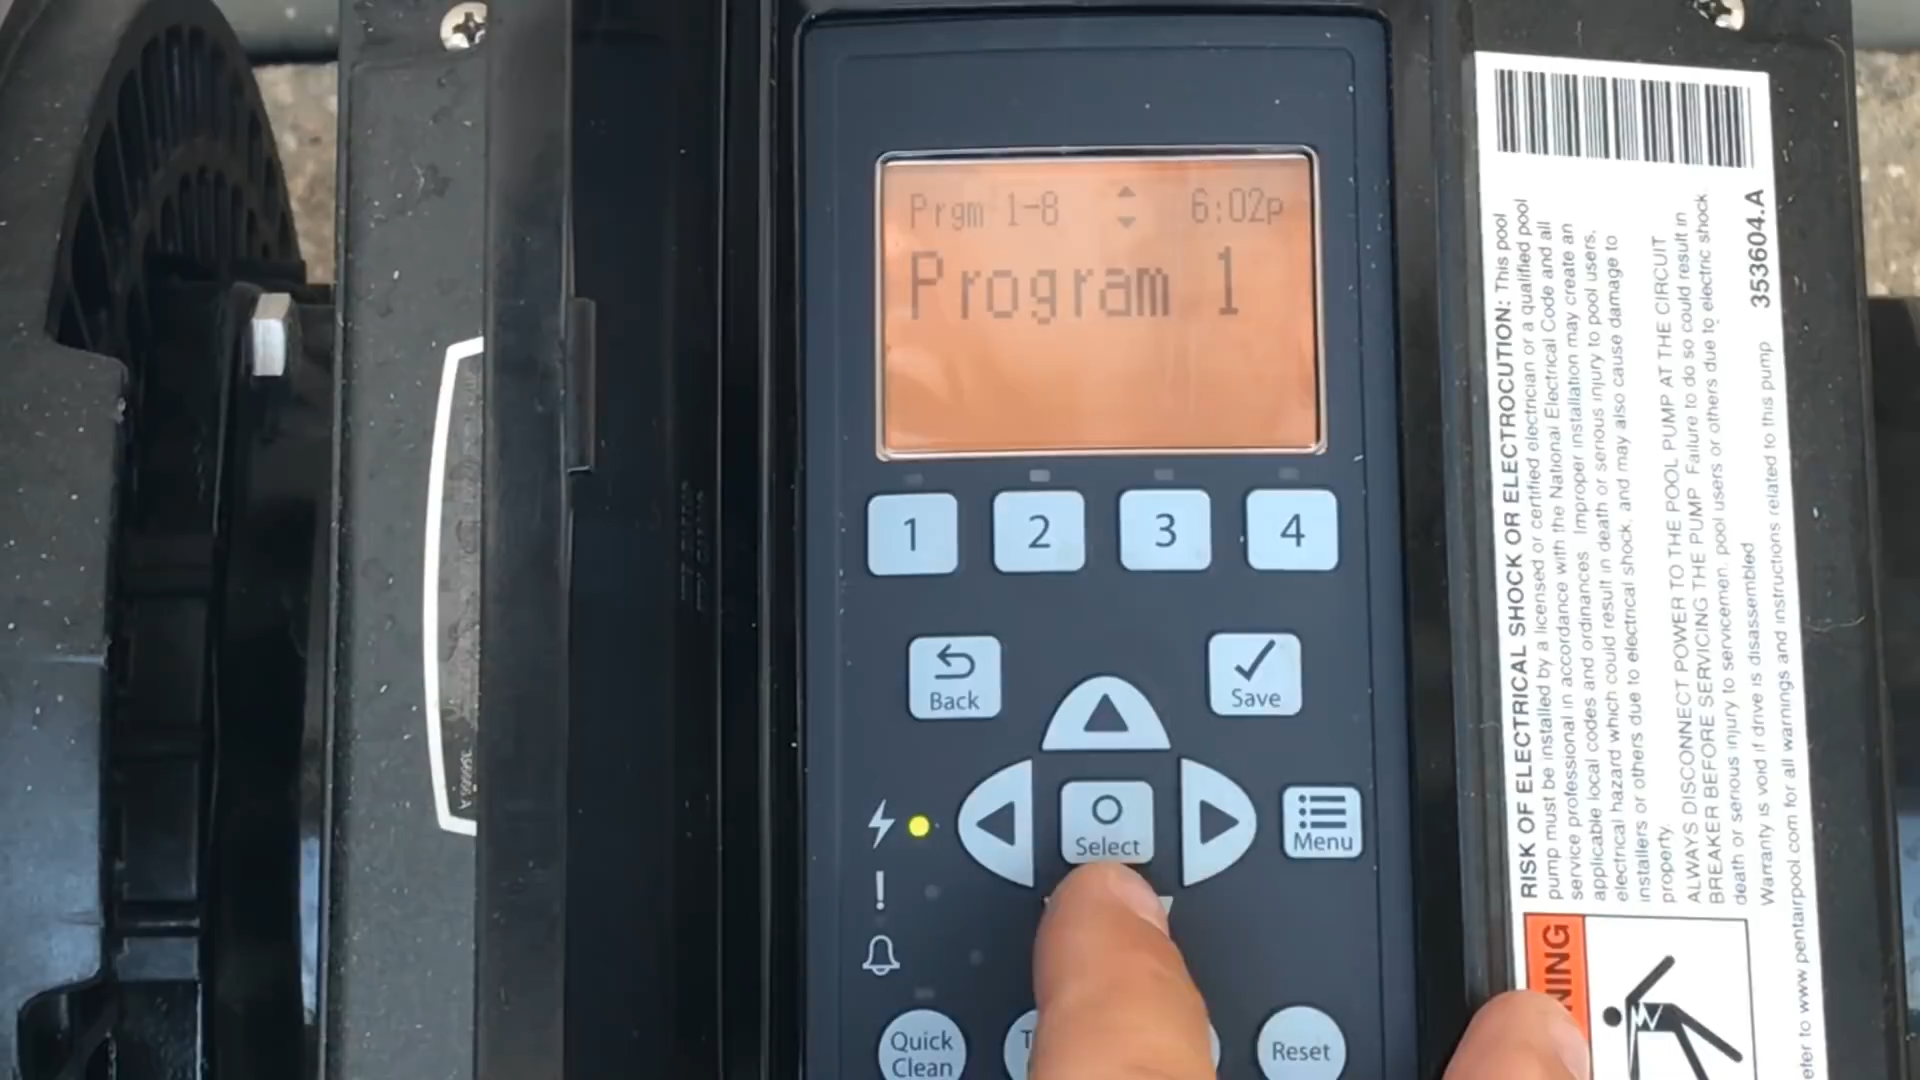 Prgm 1-8 6:02p
Program 1
1 2 3 4
Back
Save
Select
Menu
!
Quick
Clean
Reset
353604.A
RISK OF ELECTRICAL SHOCK OR ELECTROCUTION: This pool
pump must be installed by a licensed or certified electrician or a qualified pool
service professional in accordance with the National Electrical Code and all
applicable local codes and ordinances. Improper installation may create an
electrical hazard which could result in death or serious injury to pool users,
installers or others due to electrical shock, and may also cause damage to
property.
ALWAYS DISCONNECT POWER TO THE POOL PUMP AT THE CIRCUIT
BREAKER BEFORE SERVICING THE PUMP. Failure to do so could result in
death or serious injury to servicemen, pool users or others due to electric shock.
Warranty is void if drive is disassembled
efer to www.pentairpool.com for all warnings and instructions related to this pump
NING